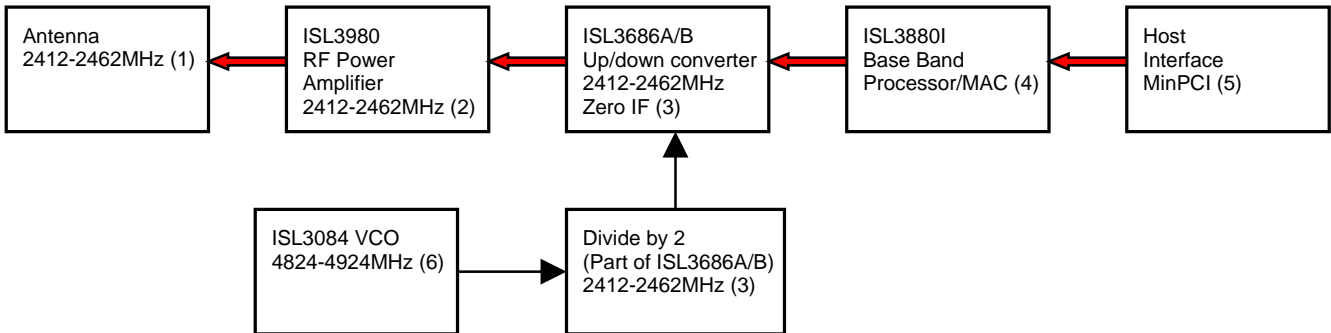 Antenna
2412-2462MHz (1)
ISL3980
RF Power
Amplifier
2412-2462MHz (2)
ISL3686A/B
Up/down converter
2412-2462MHz
Zero IF (3)
ISL3880I
Base Band
Processor/MAC (4)
Host
Interface
MinPCI (5)
ISL3084 VCO
4824-4924MHz (6)
Divide by 2
(Part of ISL3686A/B)
2412-2462MHz (3)